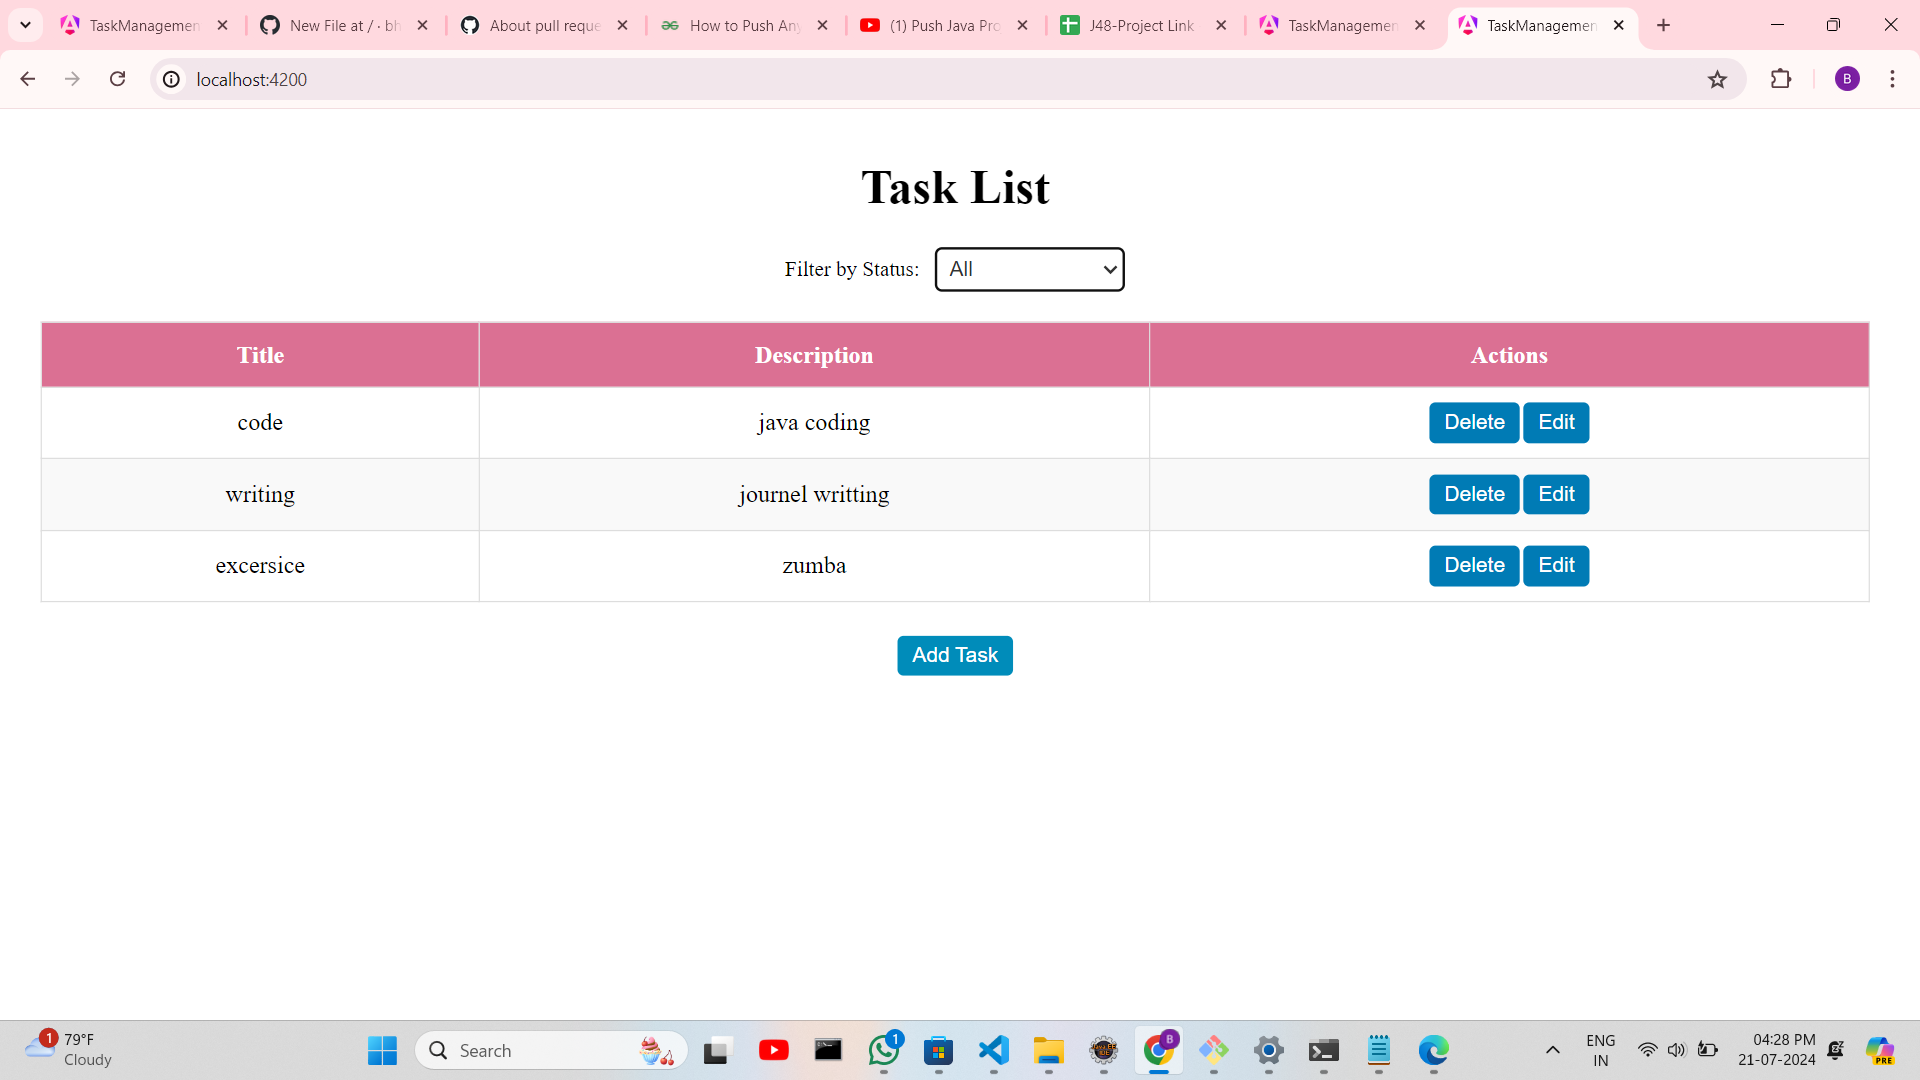 TaskManagemen
New File at / · bh
About pull reque
How to Push Any
(1) Push Java Pro
J48-Project Link
TaskManagemen
TaskManagemen
localhost:4200
B
Task List
Filter by Status: All
Title Description Actions
code java coding Delete Edit
writing journel writting Delete Edit
excersice zumba Delete Edit
Add Task
1
79°F
Cloudy
Search
1
B
ENG
IN
04:28 PM
21-07-2024
PRE